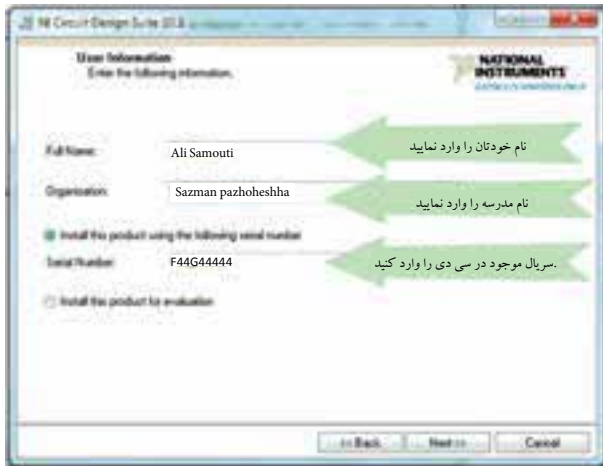 NI Circuit Design Suite
User Information
Enter the following information.
NATIONAL
INSTRUMENTS
Full Name:
Ali Samouti
نام خودتان را وارد نمایید
Organization:
Sazman pazhoheshha
نام مدرسه را وارد نمایید
Install this product using the following serial number
Serial Number:
F44G44444
سریال موجود در سی دی را وارد کنید.
Install this product for evaluation
<< Back
Next >>
Cancel